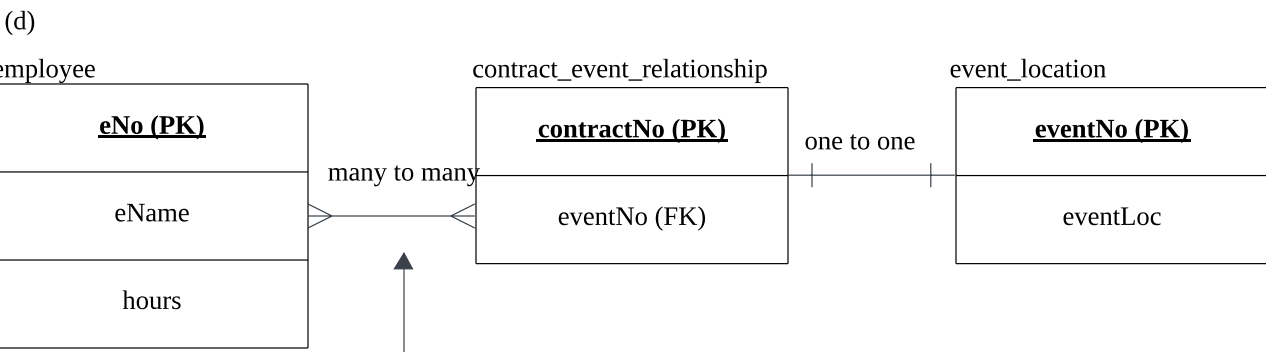 (d)
employee
contract_event_relationship
event_location
eNo (PK)
contractNo (PK)
eventNo (PK)
one to one
many to many
eName
eventNo (FK)
eventLoc
hours